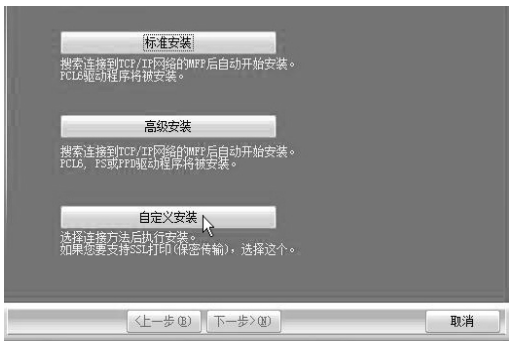 标准安装
搜索连接到TCP/IP网络的MFP后自动开始安装。
PCL6驱动程序将被安装。
高级安装
搜索连接到TCP/IP网络的MFP后自动开始安装。
PCL6, PS或PPD驱动程序将被安装。
自定义安装
选择连接方法后执行安装。
如果您要支持SSL打印(保密传输), 选择这个。
<上一步(B) 下一步>(N) 取消